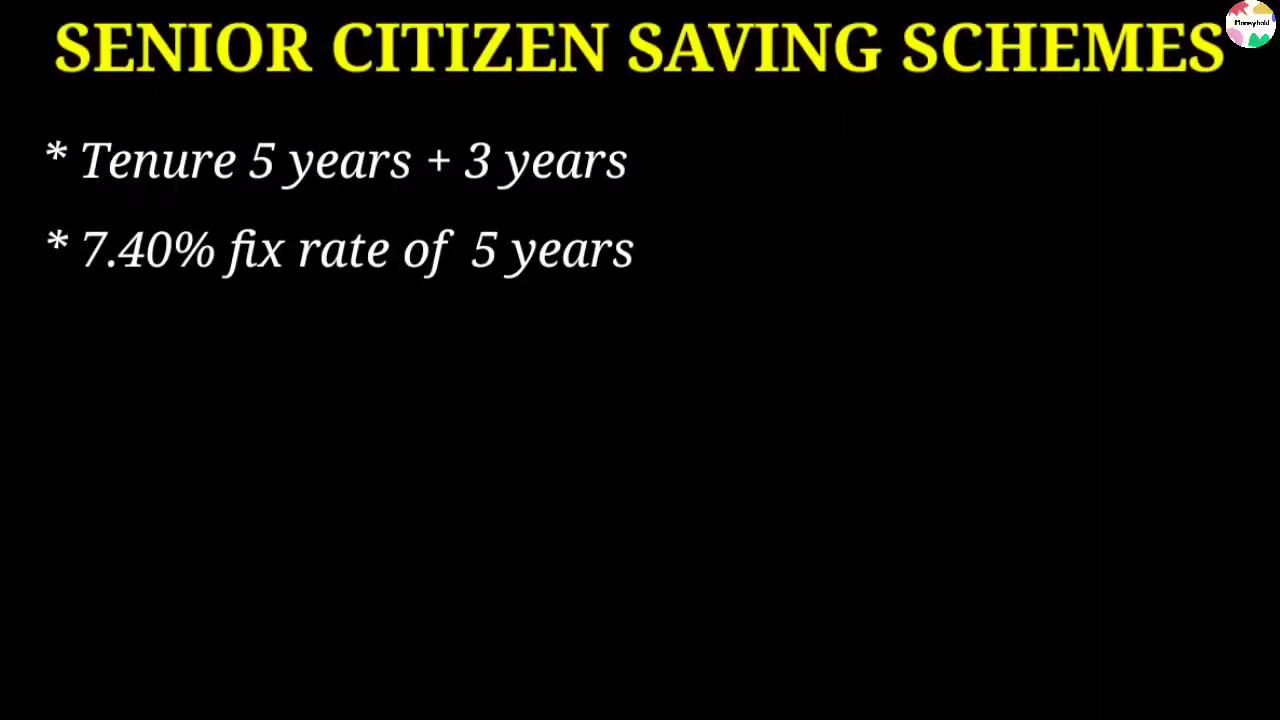 SENIOR CITIZEN SAVING SCHEMES
* Tenure 5 years + 3 years
* 7.40% fix rate of 5 years